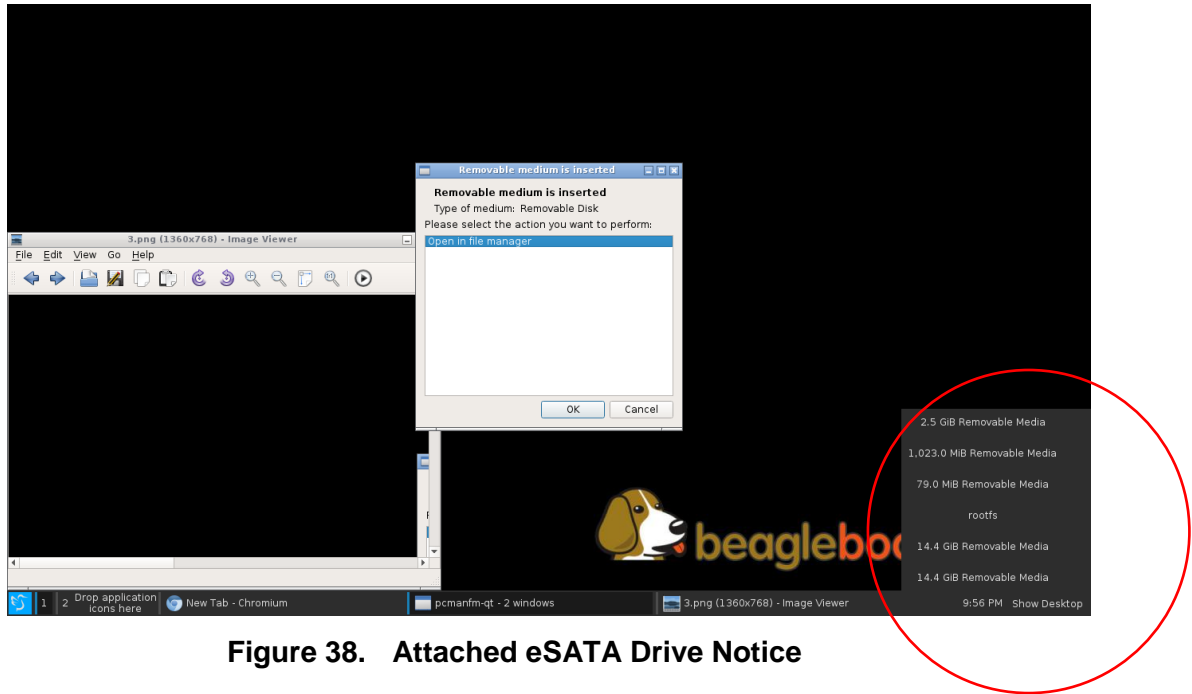 Removable medium is inserted
Removable medium is inserted
Type of medium: Removable Disk
Please select the action you want to perform:
Open in file manager
OK Cancel
3.png (1360x768) - Image Viewer
File Edit View Go Help
2.5 GiB Removable Media
1,023.0 MiB Removable Media
79.0 MiB Removable Media
rootfs
14.4 GiB Removable Media
14.4 GiB Removable Media
beagleboo
1 2 Drop application icons here New Tab - Chromium pcmanfm-qt - 2 windows 3.png (1360x768) - Image Viewer 9:56 PM Show Desktop
Figure 38. Attached eSATA Drive Notice